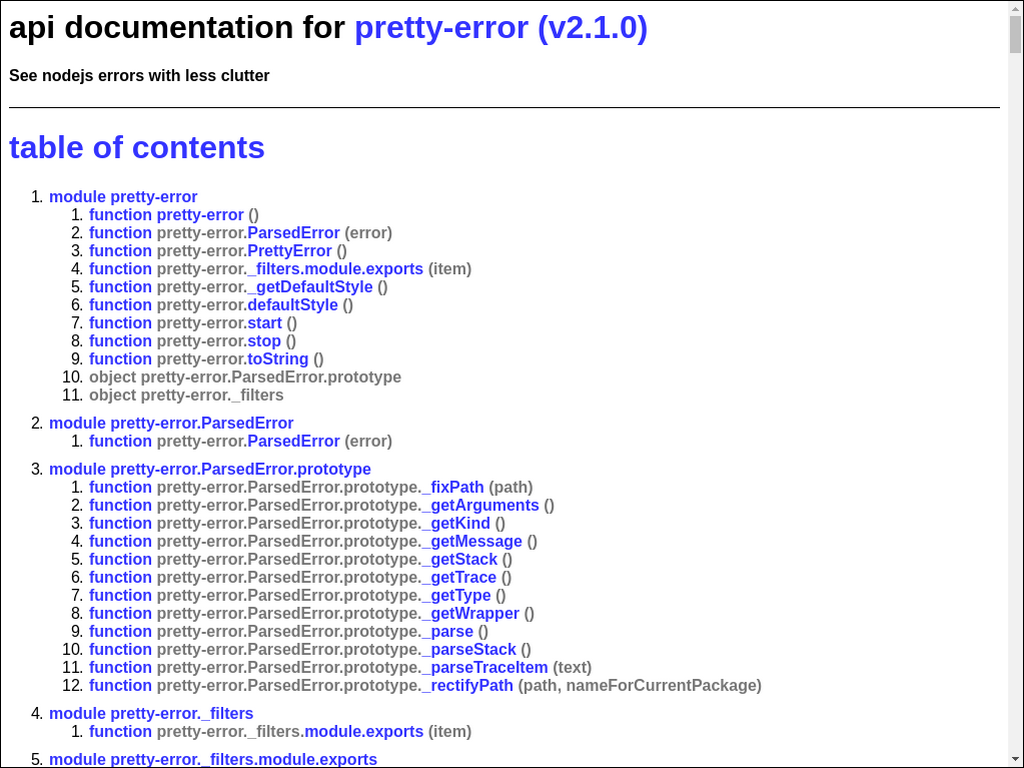 api documentation for pretty-error (v2.1.0)
See nodejs errors with less clutter
table of contents
1. module pretty-error
1. function pretty-error ()
2. function pretty-error.ParsedError (error)
3. function pretty-error.PrettyError ()
4. function pretty-error._filters.module.exports (item)
5. function pretty-error._getDefaultStyle ()
6. function pretty-error.defaultStyle ()
7. function pretty-error.start ()
8. function pretty-error.stop ()
9. function pretty-error.toString ()
10. object pretty-error.ParsedError.prototype
11. object pretty-error._filters
2. module pretty-error.ParsedError
1. function pretty-error.ParsedError (error)
3. module pretty-error.ParsedError.prototype
1. function pretty-error.ParsedError.prototype._fixPath (path)
2. function pretty-error.ParsedError.prototype._getArguments ()
3. function pretty-error.ParsedError.prototype._getKind ()
4. function pretty-error.ParsedError.prototype._getMessage ()
5. function pretty-error.ParsedError.prototype._getStack ()
6. function pretty-error.ParsedError.prototype._getTrace ()
7. function pretty-error.ParsedError.prototype._getType ()
8. function pretty-error.ParsedError.prototype._getWrapper ()
9. function pretty-error.ParsedError.prototype._parse ()
10. function pretty-error.ParsedError.prototype._parseStack ()
11. function pretty-error.ParsedError.prototype._parseTraceItem (text)
12. function pretty-error.ParsedError.prototype._rectifyPath (path, nameForCurrentPackage)
4. module pretty-error._filters
1. function pretty-error._filters.module.exports (item)
5. module pretty-error._filters.module.exports